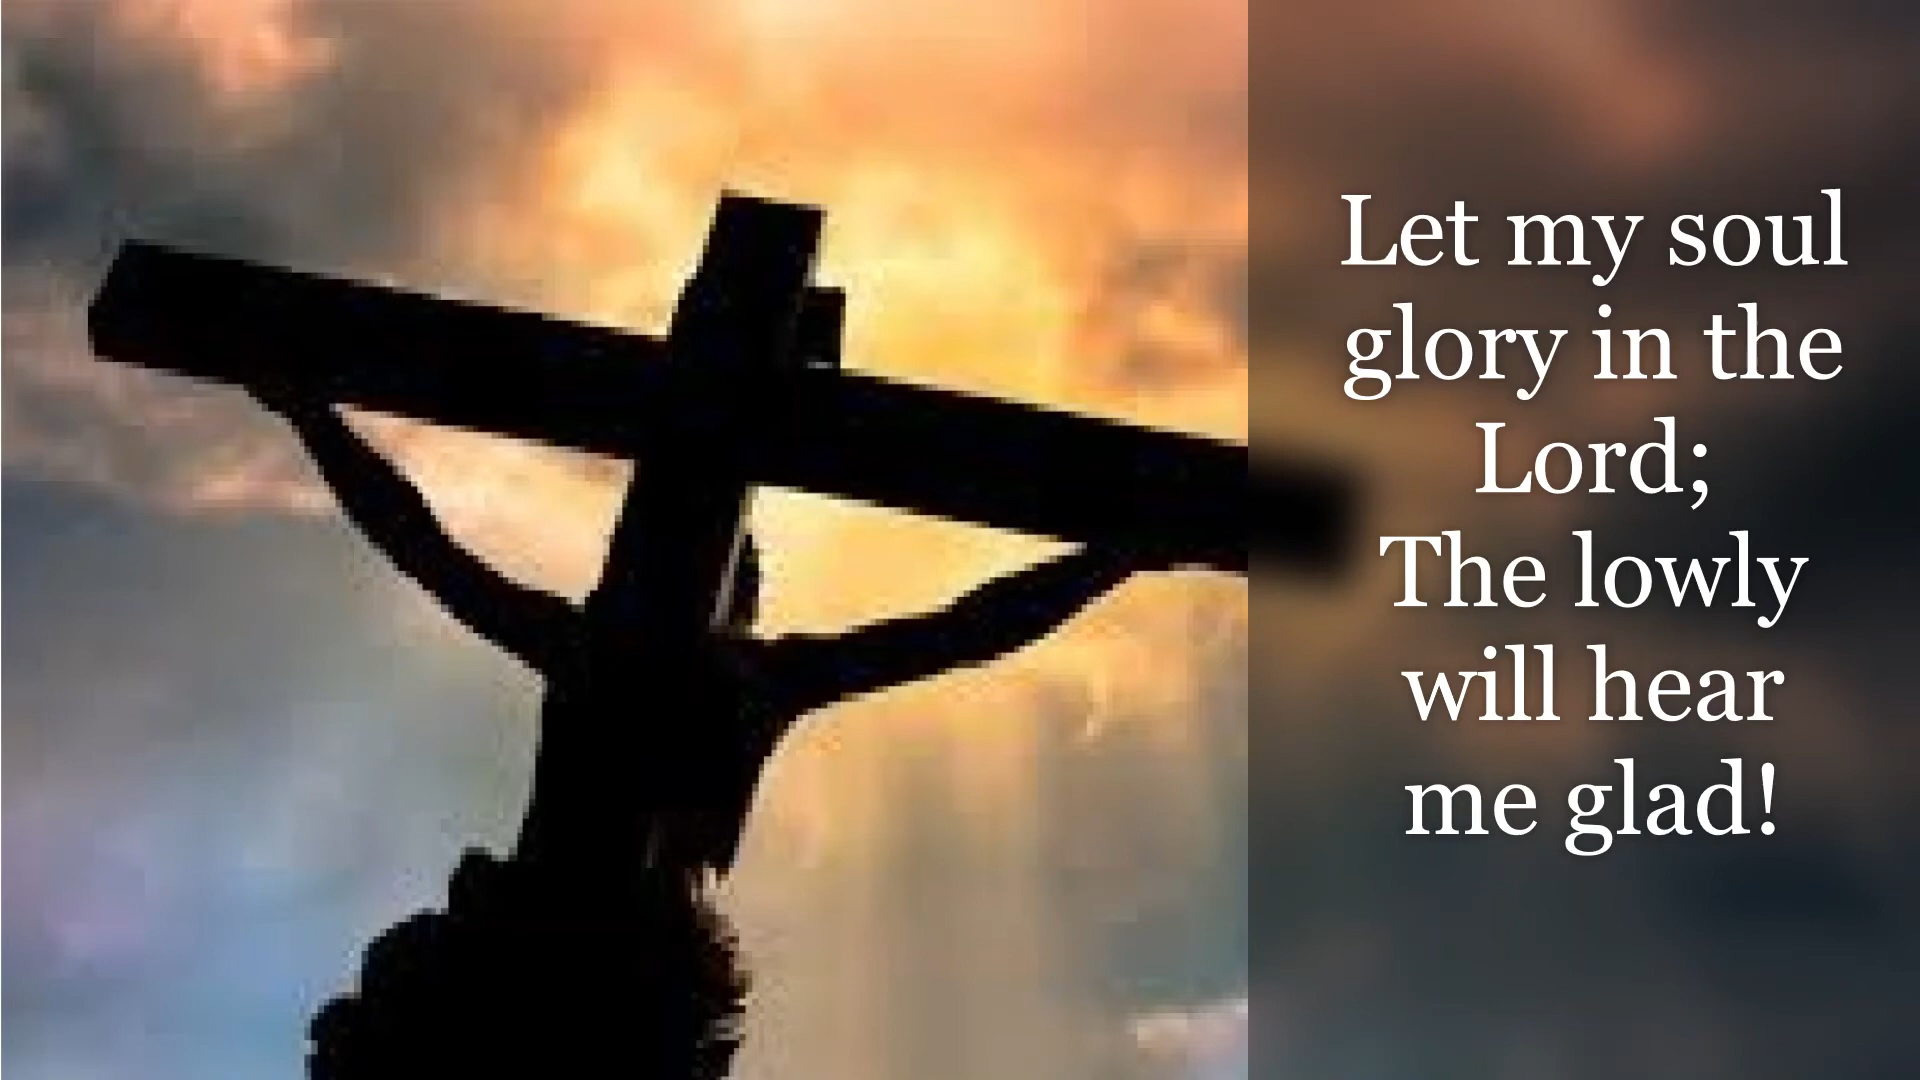 Let my soul
glory in the
Lord;
The lowly
will hear
me glad!